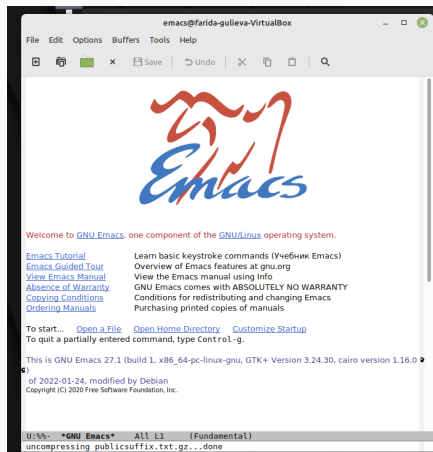 emacs@farida-gulieva-VirtualBox
File Edit Options Buffers Tools Help
Save Undo
Emacs
Welcome to GNU Emacs, one component of the GNU/Linux operating system.
Emacs Tutorial Learn basic keystroke commands (Учебник Emacs)
Emacs Guided Tour Overview of Emacs features at gnu.org
View Emacs Manual View the Emacs manual using Info
Absence of Warranty GNU Emacs comes with ABSOLUTELY NO WARRANTY
Copying Conditions Conditions for redistributing and changing Emacs
Ordering Manuals Purchasing printed copies of manuals
To start... Open a File Open Home Directory Customize Startup
To quit a partially entered command, type Control-g.
This is GNU Emacs 27.1 (build 1, x86_64-pc-linux-gnu, GTK+ Version 3.24.30, cairo version 1.16.0
)
of 2022-01-24, modified by Debian
Copyright (C) 2020 Free Software Foundation, Inc.
U:%%- *GNU Emacs* All L1 (Fundamental)
uncompressing publicsuffix.txt.gz...done